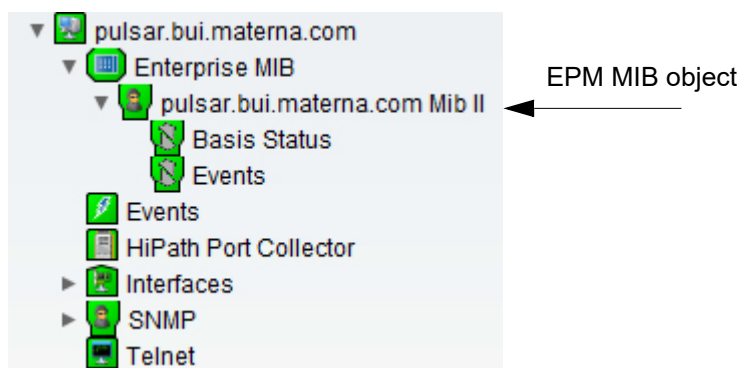 pulsar.bui.materna.com
Enterprise MIB
EPM MIB object
pulsar.bui.materna.com Mib II
Basis Status
Events
Events
HiPath Port Collector
Interfaces
SNMP
Telnet